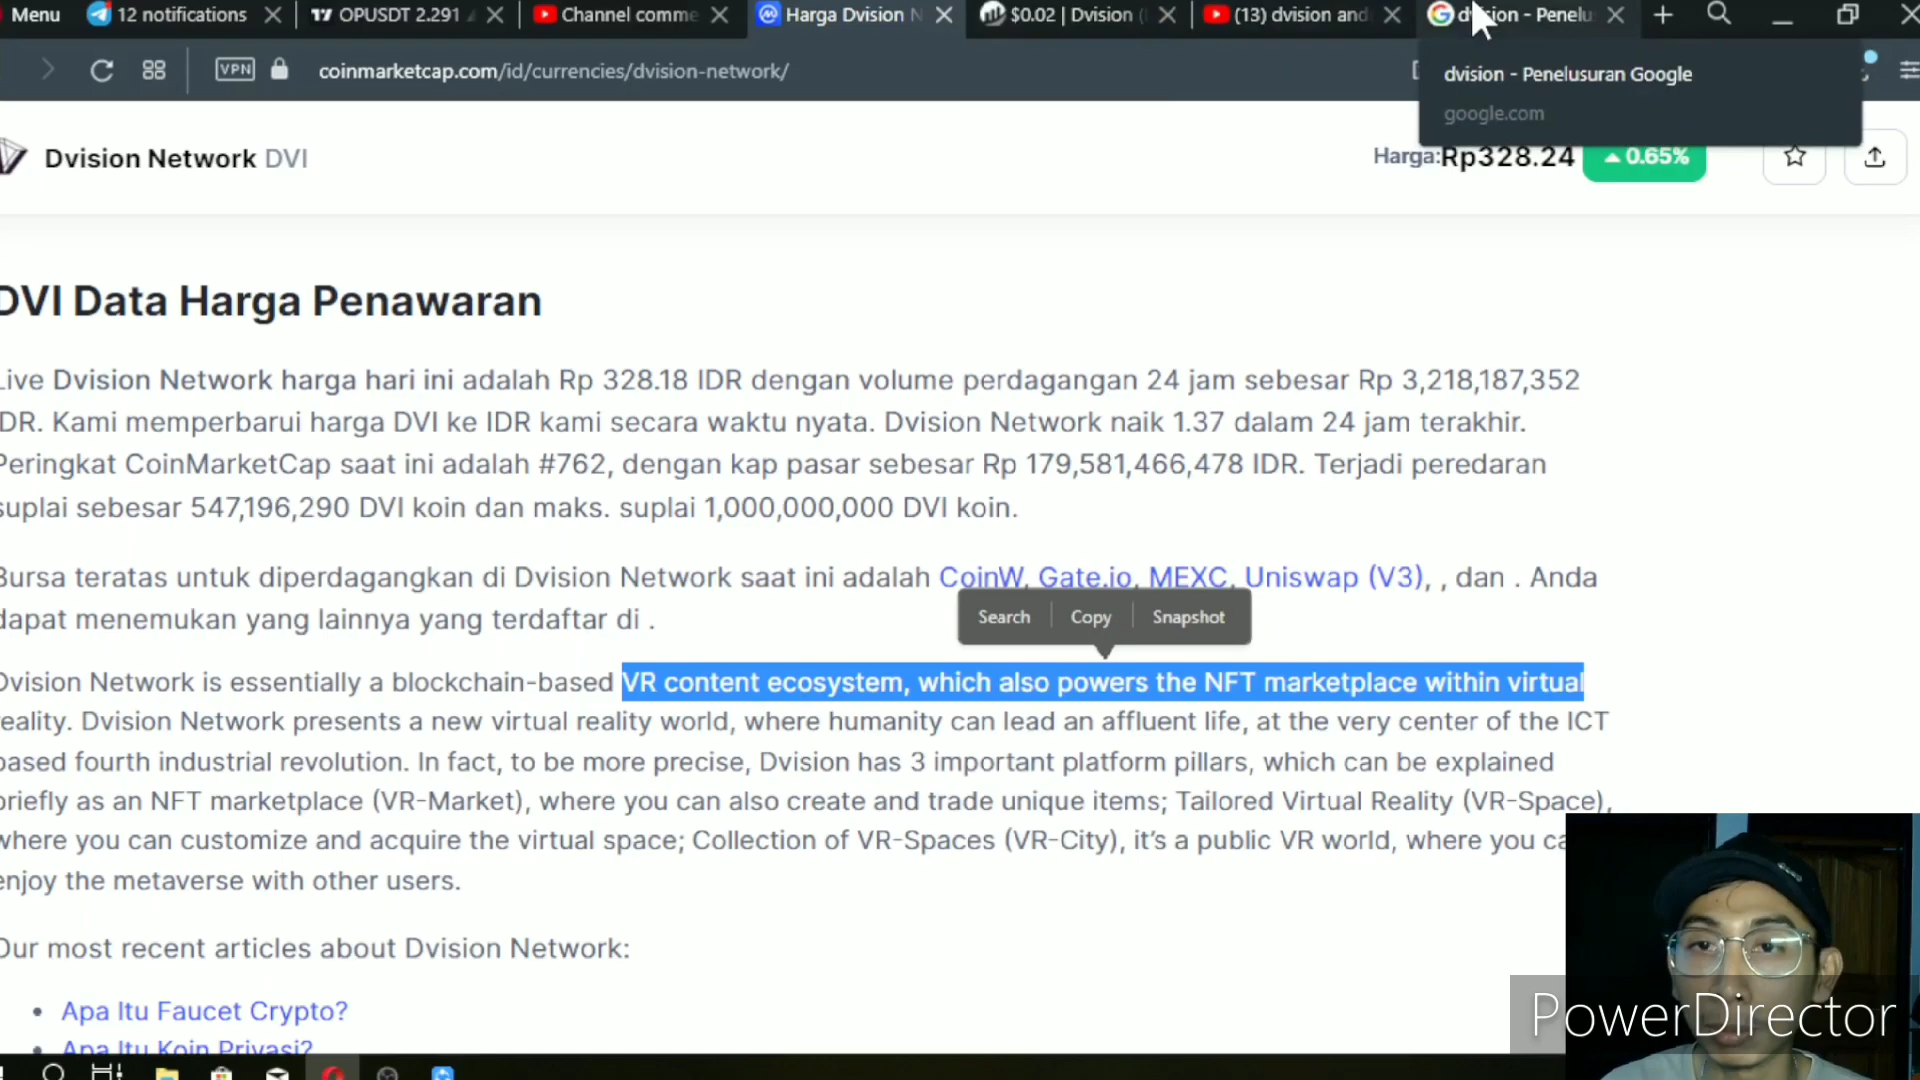 Menu
12 notifications
OPUSDT 2.291
Channel comme
Harga Dvision N
$0.02 | Dvision (
(13) dvision and
dvision - Penelu
VPN
coinmarketcap.com/id/currencies/dvision-network/
dvision - Penelusuran Google
google.com
Dvision Network DVI
Harga:Rp328.24
0.65%
DVI Data Harga Penawaran
Live Dvision Network harga hari ini adalah Rp 328.18 IDR dengan volume perdagangan 24 jam sebesar Rp 3,218,187,352
IDR. Kami memperbarui harga DVI ke IDR kami secara waktu nyata. Dvision Network naik 1.37 dalam 24 jam terakhir.
Peringkat CoinMarketCap saat ini adalah #762, dengan kap pasar sebesar Rp 179,581,466,478 IDR. Terjadi peredaran
suplai sebesar 547,196,290 DVI koin dan maks. suplai 1,000,000,000 DVI koin.
Bursa teratas untuk diperdagangkan di Dvision Network saat ini adalah CoinW, Gate.io, MEXC, Uniswap (V3), , dan . Anda
dapat menemukan yang lainnya yang terdaftar di .
Search
Copy
Snapshot
Dvision Network is essentially a blockchain-based VR content ecosystem, which also powers the NFT marketplace within virtual
reality. Dvision Network presents a new virtual reality world, where humanity can lead an affluent life, at the very center of the ICT
based fourth industrial revolution. In fact, to be more precise, Dvision has 3 important platform pillars, which can be explained
briefly as an NFT marketplace (VR-Market), where you can also create and trade unique items; Tailored Virtual Reality (VR-Space),
where you can customize and acquire the virtual space; Collection of VR-Spaces (VR-City), it's a public VR world, where you ca
enjoy the metaverse with other users.
Our most recent articles about Dvision Network:
• Apa Itu Faucet Crypto?
• Apa Itu Koin Privasi?
PowerDirector